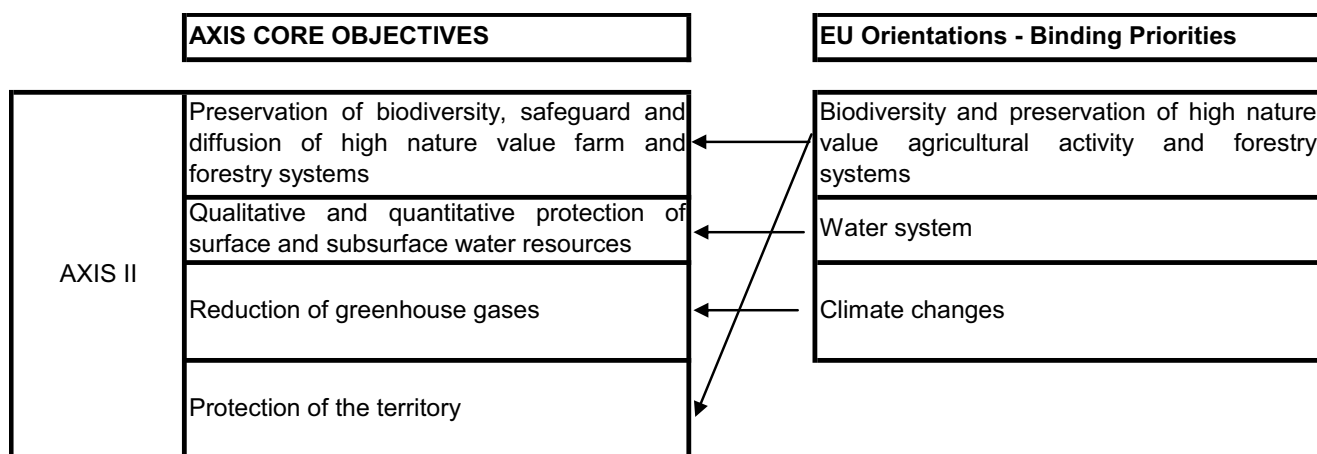 AXIS CORE OBJECTIVES
EU Orientations - Binding Priorities
AXIS II
Preservation of biodiversity, safeguard and
diffusion of high nature value farm and
forestry systems
Biodiversity and preservation of high nature
value agricultural activity and forestry
systems
Qualitative and quantitative protection of
surface and subsurface water resources
Water system
Reduction of greenhouse gases
Climate changes
Protection of the territory